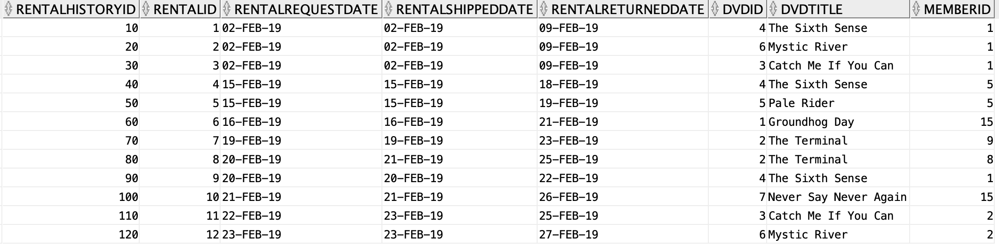 RENTALHISTORYID RENTALID RENTALREQUESTDATE RENTALSHIPPEDDATE RENTALRETURNEDDATE DVDID DVDTITLE MEMBERID
10 1 02-FEB-19 02-FEB-19 09-FEB-19 4 The Sixth Sense 1
20 2 02-FEB-19 02-FEB-19 09-FEB-19 6 Mystic River 1
30 3 02-FEB-19 02-FEB-19 09-FEB-19 3 Catch Me If You Can 1
40 4 15-FEB-19 15-FEB-19 18-FEB-19 4 The Sixth Sense 5
50 5 15-FEB-19 15-FEB-19 19-FEB-19 5 Pale Rider 5
60 6 16-FEB-19 16-FEB-19 21-FEB-19 1 Groundhog Day 15
70 7 19-FEB-19 19-FEB-19 23-FEB-19 2 The Terminal 9
80 8 20-FEB-19 21-FEB-19 25-FEB-19 2 The Terminal 8
90 9 20-FEB-19 20-FEB-19 22-FEB-19 4 The Sixth Sense 1
100 10 21-FEB-19 21-FEB-19 26-FEB-19 7 Never Say Never Again 15
110 11 22-FEB-19 23-FEB-19 25-FEB-19 3 Catch Me If You Can 2
120 12 23-FEB-19 23-FEB-19 27-FEB-19 6 Mystic River 2